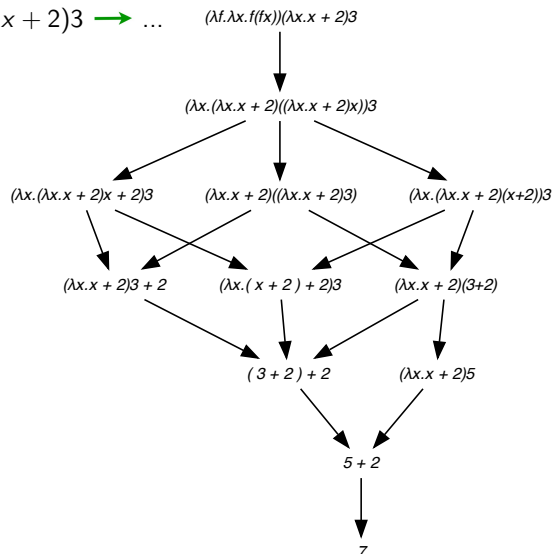 x + 2)3 → ... (λf.λx.f(fx))(λx.x + 2)3
(λx.(λx.x + 2)((λx.x + 2)x))3
(λx.(λx.x + 2)x + 2)3 (λx.x + 2)((λx.x + 2)3) (λx.(λx.x + 2)(x+2))3
(λx.x + 2)3 + 2 (λx.( x + 2 ) + 2)3 (λx.x + 2)(3+2)
( 3 + 2 ) + 2 (λx.x + 2)5
5 + 2
7